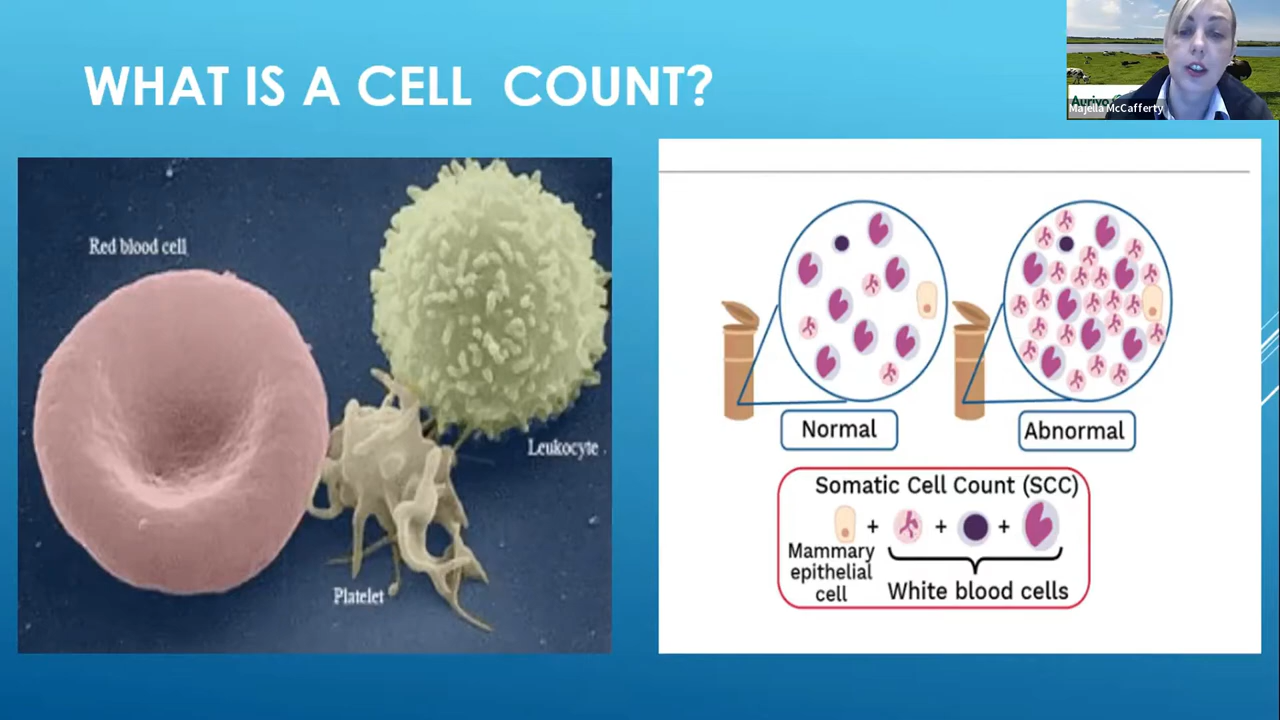 WHAT IS A CELL COUNT?
Aurivo
Majella McCafferty
Red blood cell
Leukocyte
Platelet
Normal
Abnormal
Somatic Cell Count (SCC)
+ + +
Mammary
epithelial
cell
White blood cells